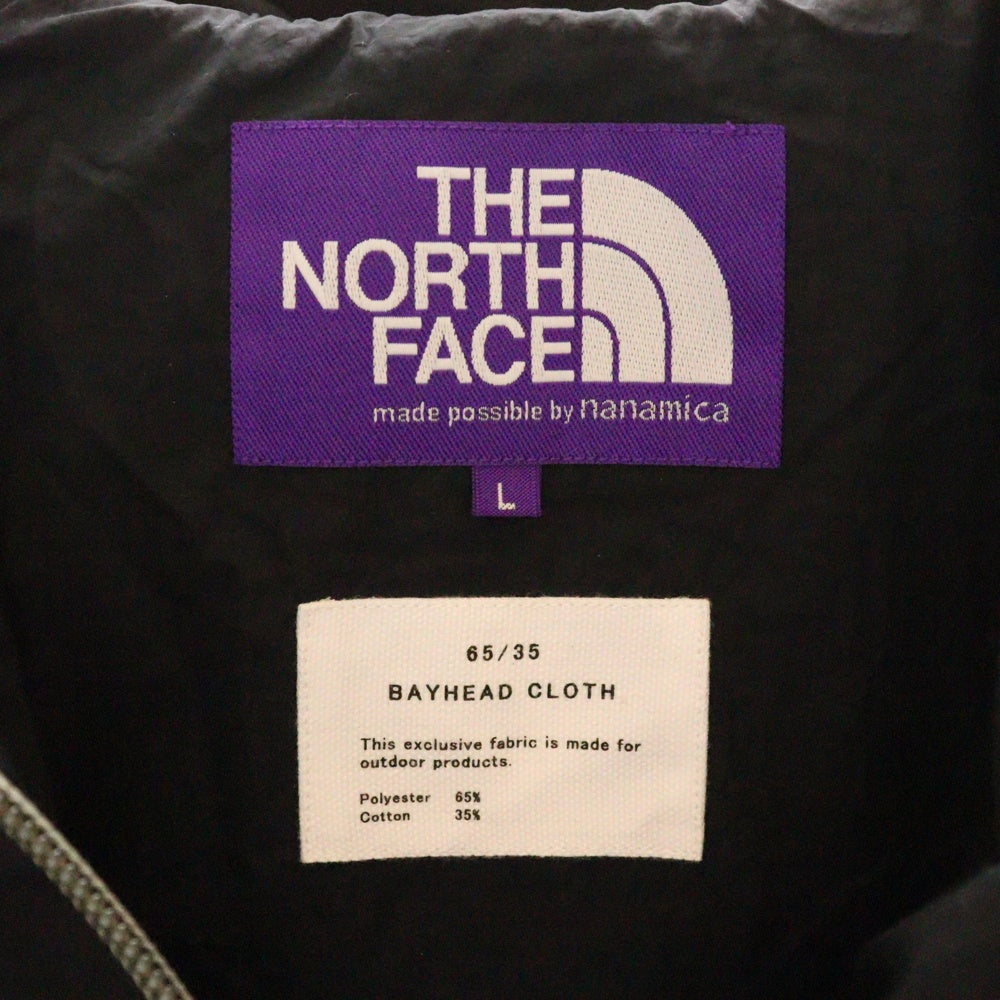 THE
NORTH
FACE
made possible by nanamica
L
65/35
BAYHEAD CLOTH
This exclusive fabric is made for
outdoor products.
Polyester 65%
Cotton 35%